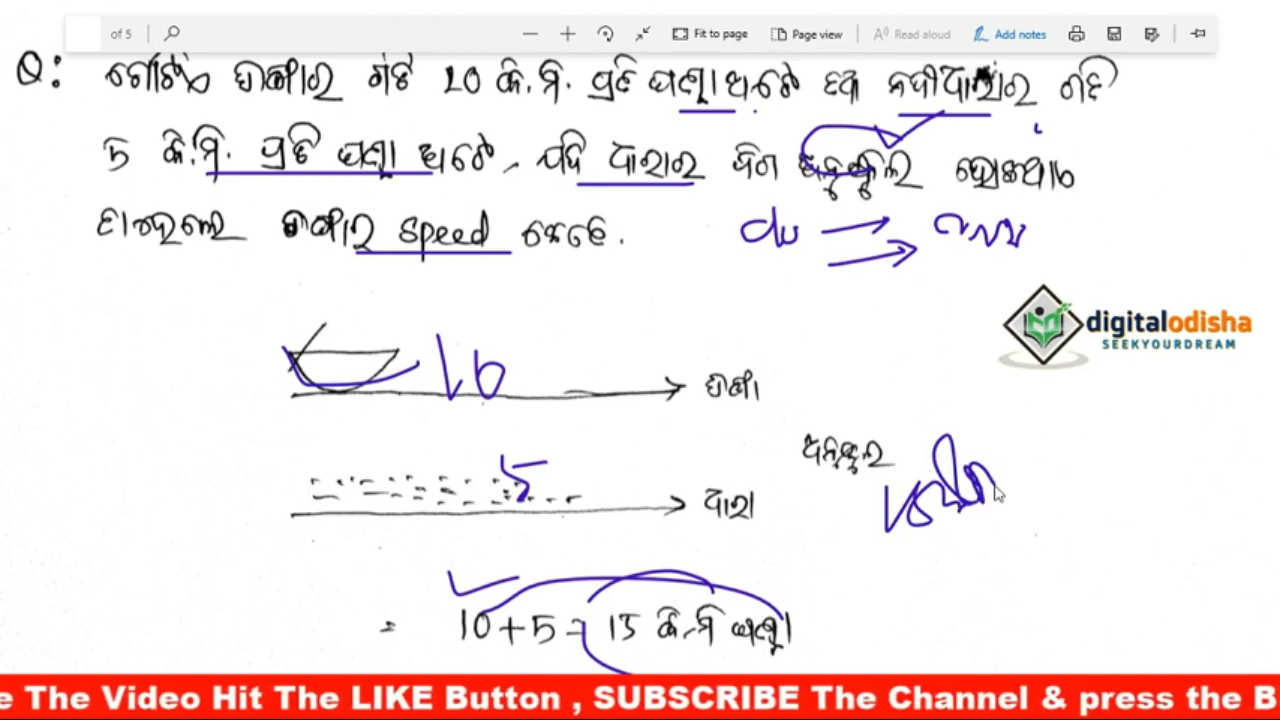 of 5 Fit to page Page view Read aloud Add notes
Q: ଗୋଟିଏ ଡଙ୍ଗାର ଗତି 10 କି.ମି. ପ୍ରତି ଘଣ୍ଟା ଅଟେ ଏବଂ ନଦୀଧାରାର ଗତି
5 କି.ମି. ପ୍ରତି ଘଣ୍ଟା ଅଟେ, ଯଦି ଧାରାର ଦିଗ ଅନୁକୂଳ ହୋଇଥାଏ
ତାହେଲେ ଡଙ୍ଗାର speed କେତେ.
digitalodisha
SEEKYOURDREAM
10 ଡଙ୍ଗା
ଅନୁକୂଳ
5 ଧାରା
= 10+5 = 15 କି.ମି ଘଣ୍ଟା
e The Video Hit The LIKE Button , SUBSCRIBE The Channel & press the B